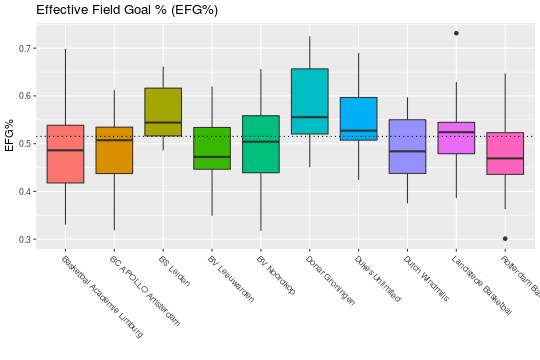 Effective Field Goal % (EFG%)
EFG%
0.7
0.6
0.5
0.4
0.3
Basketbal Academie Limburg
BC APOLLO Amsterdam
BS Leiden
BV Leeuwarden
BV Noordkop
Donar Groningen
Dukes Unlimited
Dutch Windmills
Landstede Basketbal
Rotterdam Bas